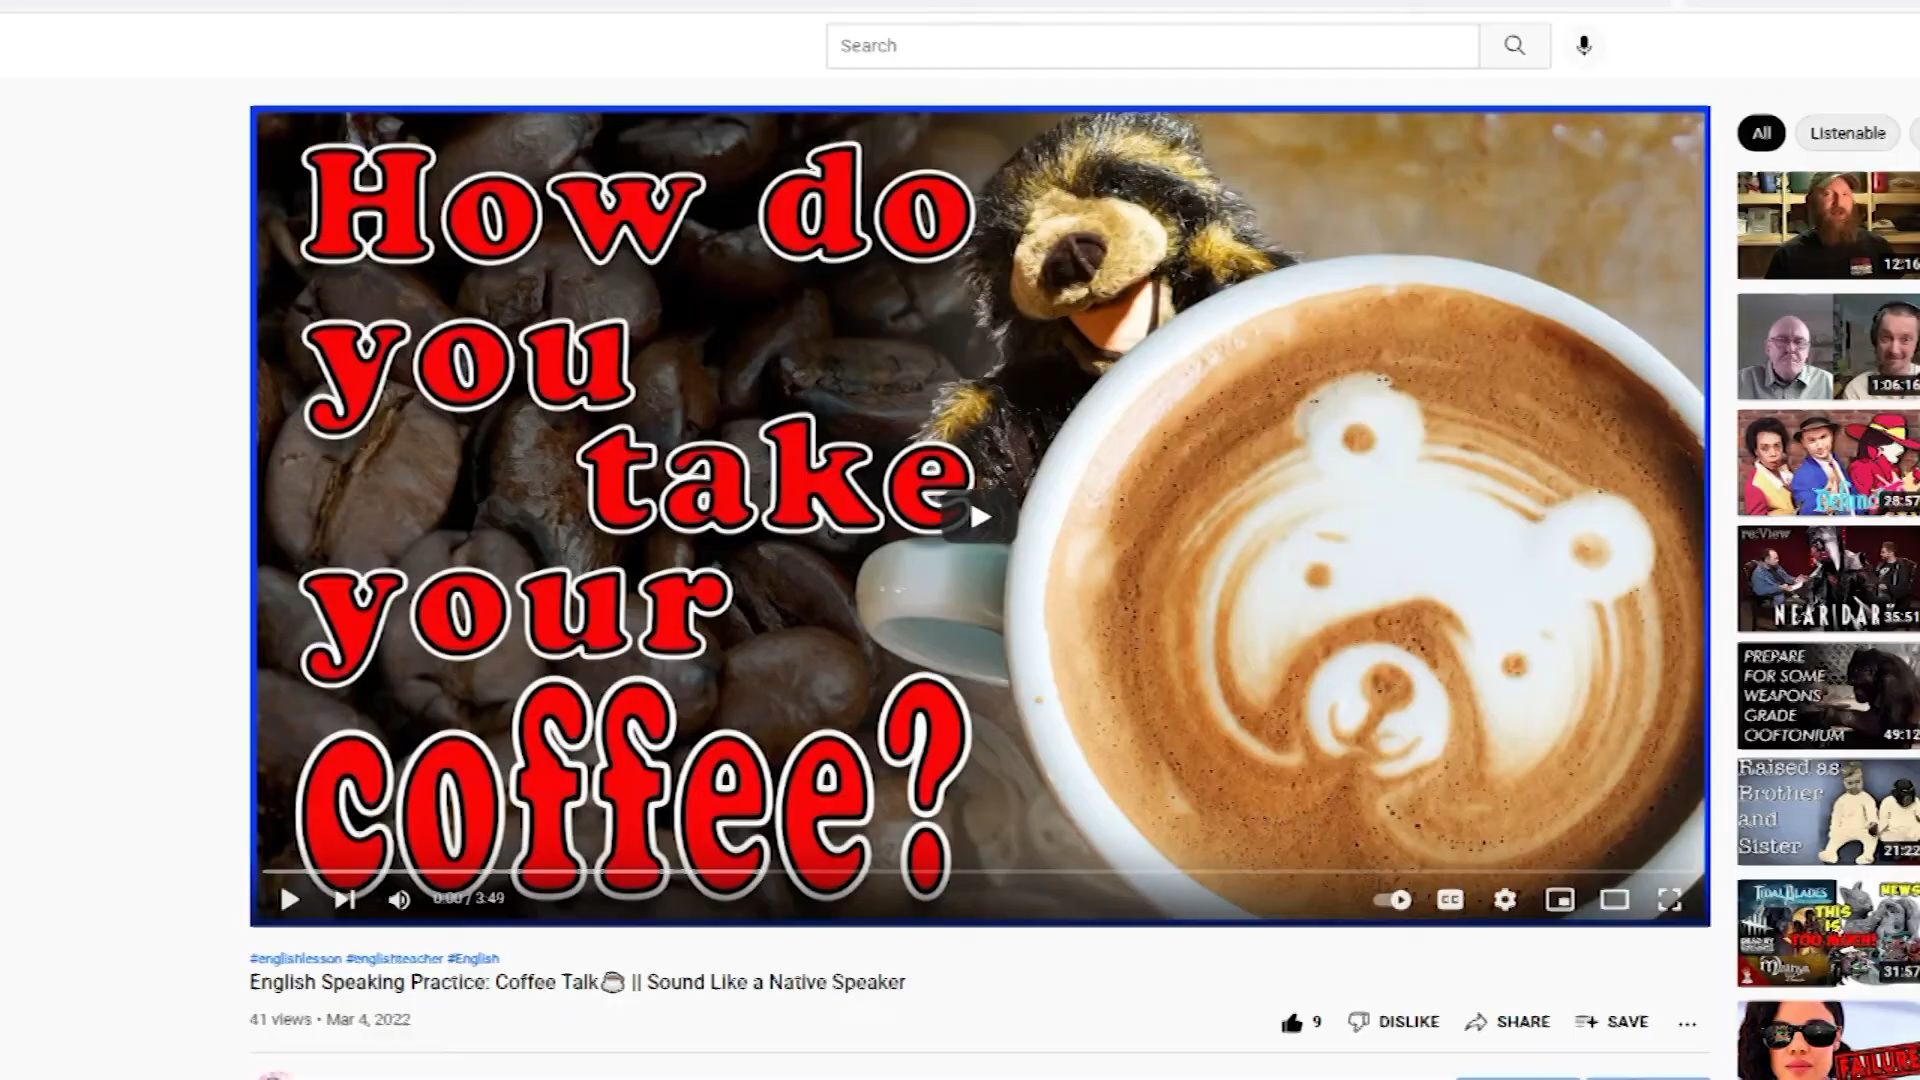 Search
How do
you
take
your
coffee?
0:00 / 3:49
CC
#englishlesson #englishteacher #English
English Speaking Practice: Coffee Talk☕ || Sound Like a Native Speaker
41 views • Mar 4, 2022
9
DISLIKE
SHARE
SAVE
All
Listenable
12:16
1:06:16
28:57
re:View
NEAR DARK
35:51
PREPARE
FOR SOME
WEAPONS
GRADE
OOFTONIUM
49:12
Raised as
Brother
and
Sister
21:22
TIDAL BLADES
NEWS
THIS
IS
TOO MUCH!
31:57
FAILURE